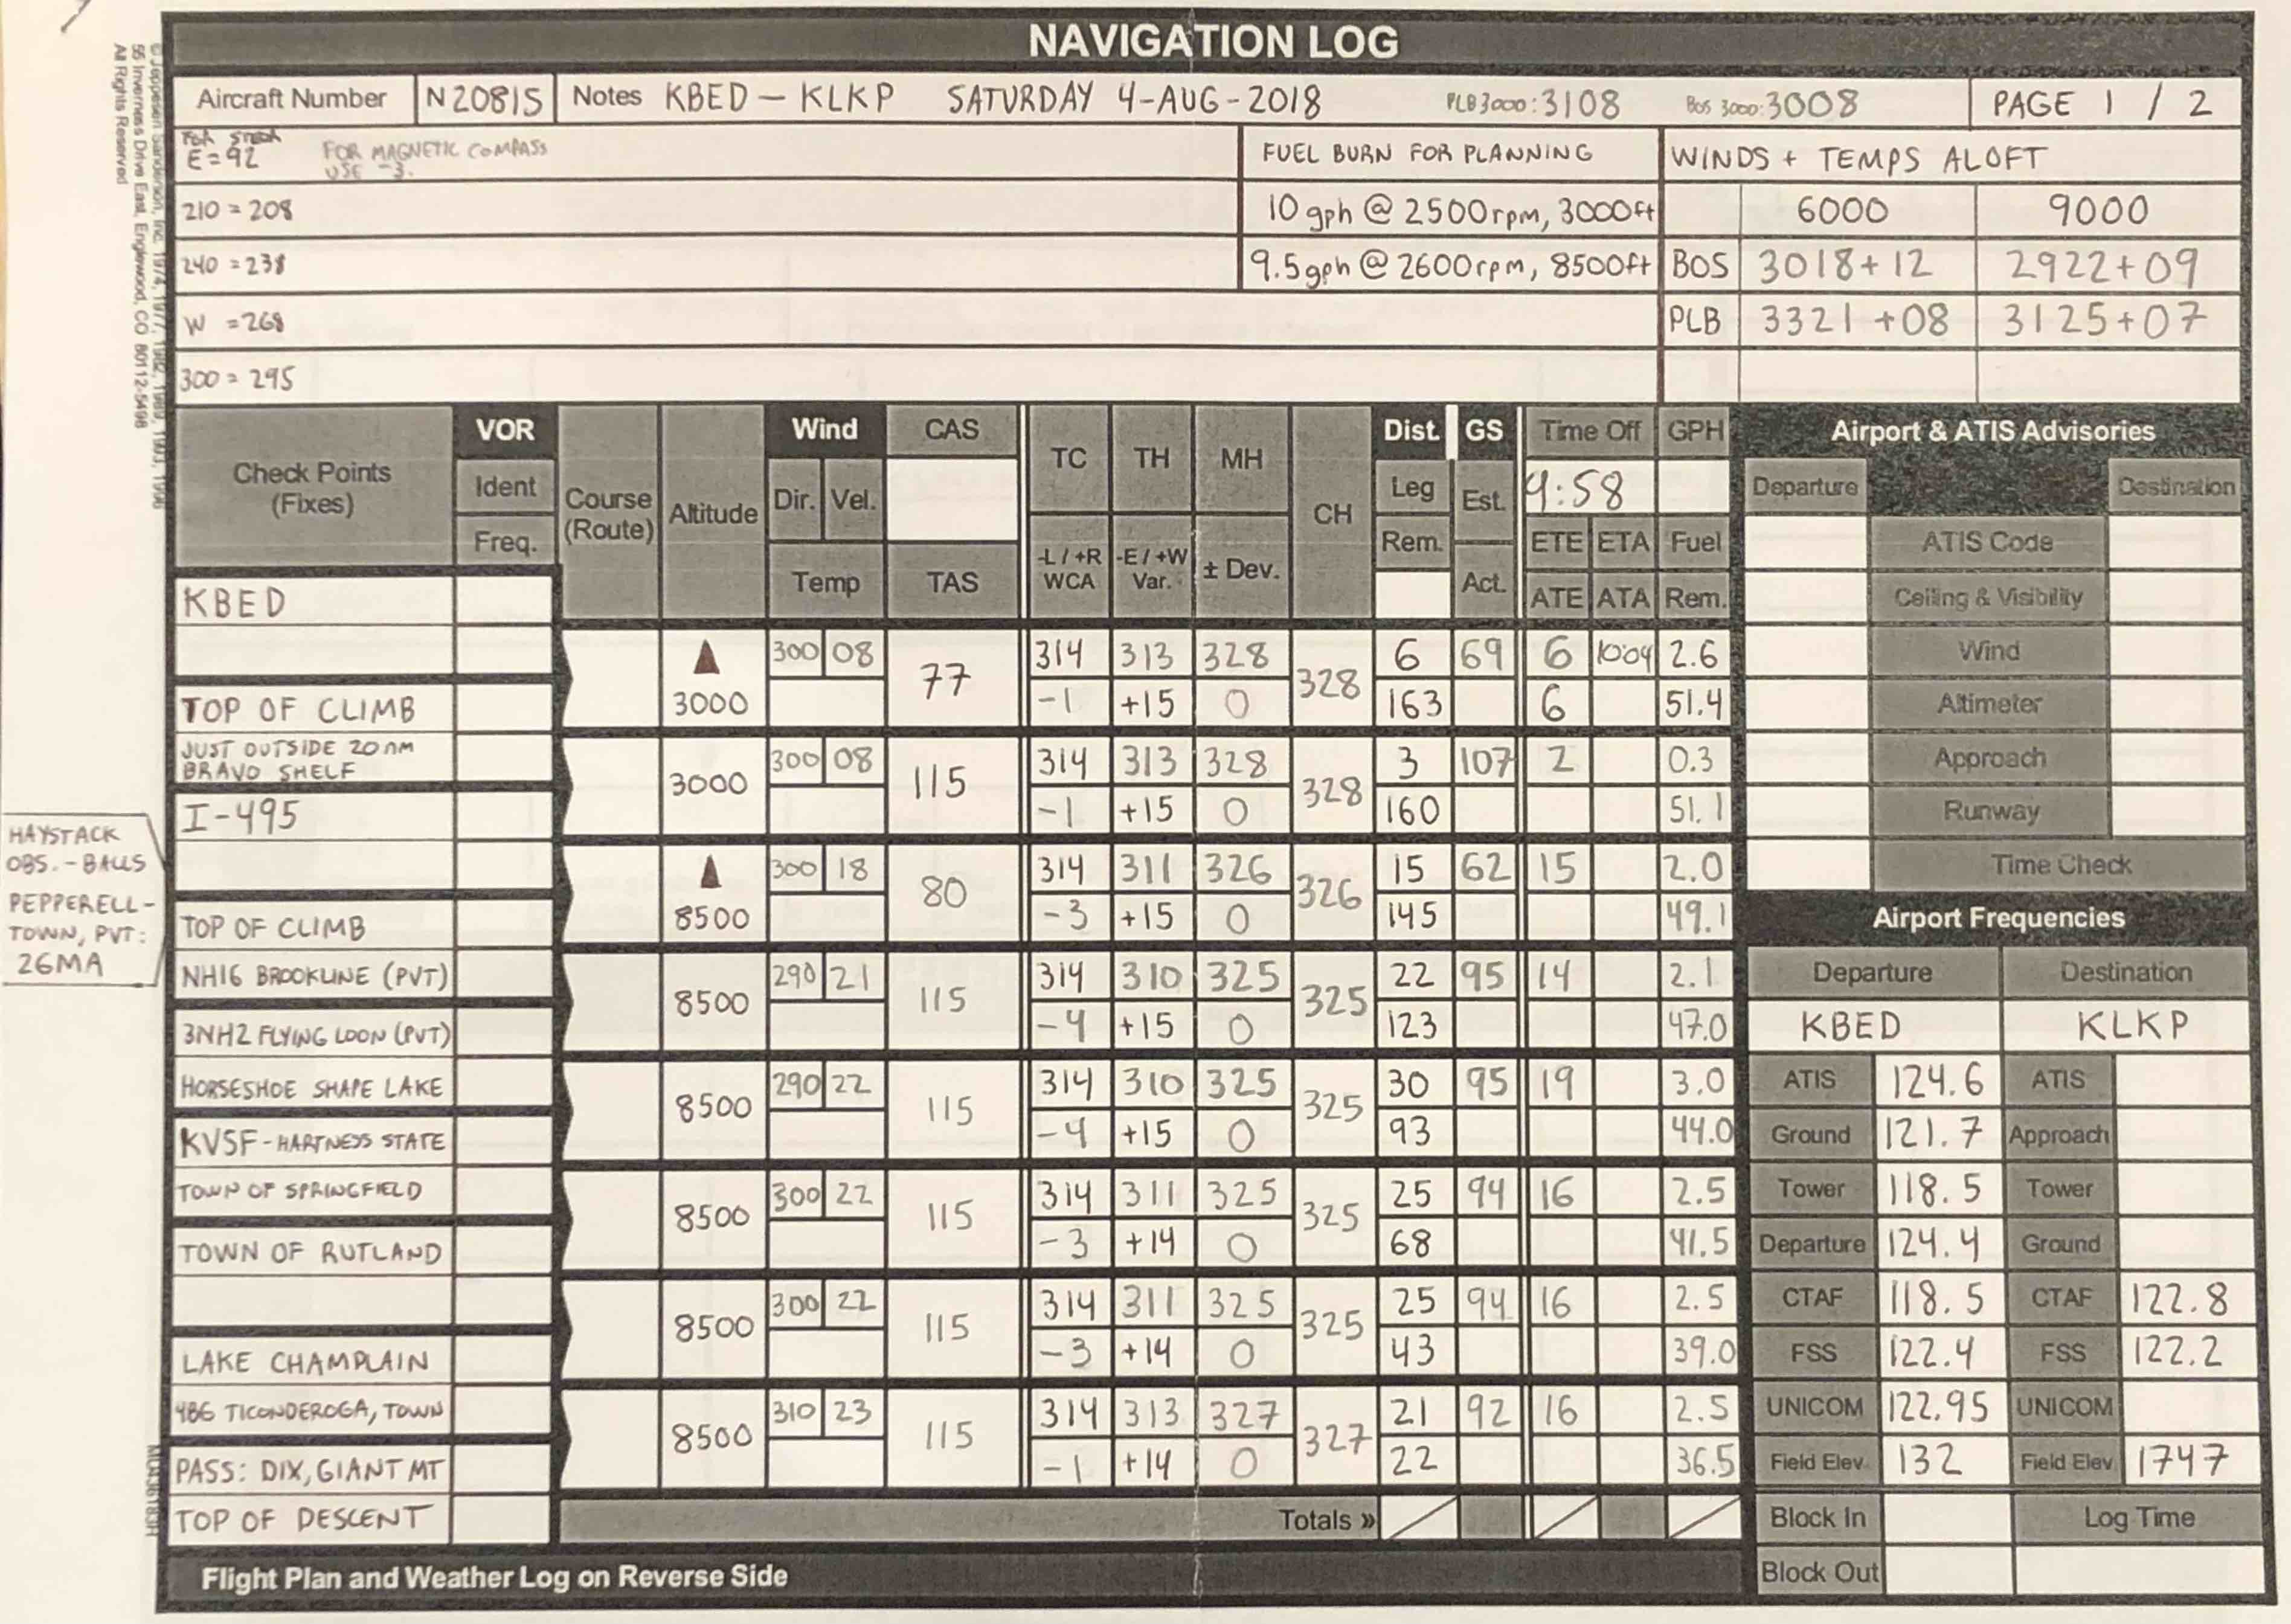 NAVIGATION LOG
Aircraft Number N20815 Notes KBED - KLKP SATURDAY 4-AUG-2018 PLB 3000: 3108 BOS 3000: 3008 PAGE 1 / 2
FOR STEER
E = 92 FOR MAGNETIC COMPASS
USE -3.
210 = 208
240 = 238
W = 268
300 = 295
FUEL BURN FOR PLANNING
10 gph @ 2500rpm, 3000ft
9.5gph @ 2600rpm, 8500ft
WINDS + TEMPS ALOFT
6000 9000
BOS 3018+12 2922+09
PLB 3321+08 3125+07
© Jeppesen Sanderson, Inc. 1974, 1977, 1982, 1989, 1993, 1996
55 Inverness Drive East, Englewood, CO 80112-5498
All Rights Reserved
Check Points
(Fixes)
VOR
Ident
Freq.
Course
(Route)
Altitude
Wind
Dir. Vel.
Temp
CAS
TAS
TC TH MH
-L / +R
WCA
-E / +W
Var.
± Dev.
CH
Dist. GS
Leg Est.
Rem. Act.
Time Off GPH
9:58
ETE ETA Fuel
ATE ATA Rem.
KBED
300 08 77 314 313 328 328 6 69 6 10:04 2.6
3000 -1 +15 0 163 6 51.4
TOP OF CLIMB
JUST OUTSIDE 20 nm
BRAVO SHELF
3000 300 08 115 314 313 328 328 3 107 2 0.3
-1 +15 0 160 51.1
I-495
300 18 80 314 311 326 326 15 62 15 2.0
8500 -3 +15 0 145 49.1
HAYSTACK
OBS. - BALLS
PEPPERELL -
TOWN, PVT:
26MA
TOP OF CLIMB
NH16 BROOKLINE (PVT)
8500 290 21 115 314 310 325 325 22 95 14 2.1
-4 +15 0 123 47.0
3NH2 FLYING LOON (PVT)
HORSESHOE SHAPE LAKE
8500 290 22 115 314 310 325 325 30 95 19 3.0
-4 +15 0 93 44.0
KVSF - HARTNESS STATE
TOWN OF SPRINGFIELD
8500 300 22 115 314 311 325 325 25 94 16 2.5
-3 +14 0 68 41.5
TOWN OF RUTLAND
8500 300 22 115 314 311 325 325 25 94 16 2.5
-3 +14 0 43 39.0
LAKE CHAMPLAIN
4B6 TICONDEROGA, TOWN
8500 310 23 115 314 313 327 327 21 92 16 2.5
-1 +14 0 22 36.5
PASS: DIX, GIANT MT
TOP OF DESCENT
Totals »
Flight Plan and Weather Log on Reverse Side
Airport & ATIS Advisories
Departure Destination
ATIS Code
Ceiling & Visibility
Wind
Altimeter
Approach
Runway
Time Check
Airport Frequencies
Departure Destination
KBED KLKP
ATIS 124.6 ATIS
Ground 121.7 Approach
Tower 118.5 Tower
Departure 124.4 Ground
CTAF 118.5 CTAF 122.8
FSS 122.4 FSS 122.2
UNICOM 122.95 UNICOM
Field Elev. 132 Field Elev. 1747
Block In Log Time
Block Out